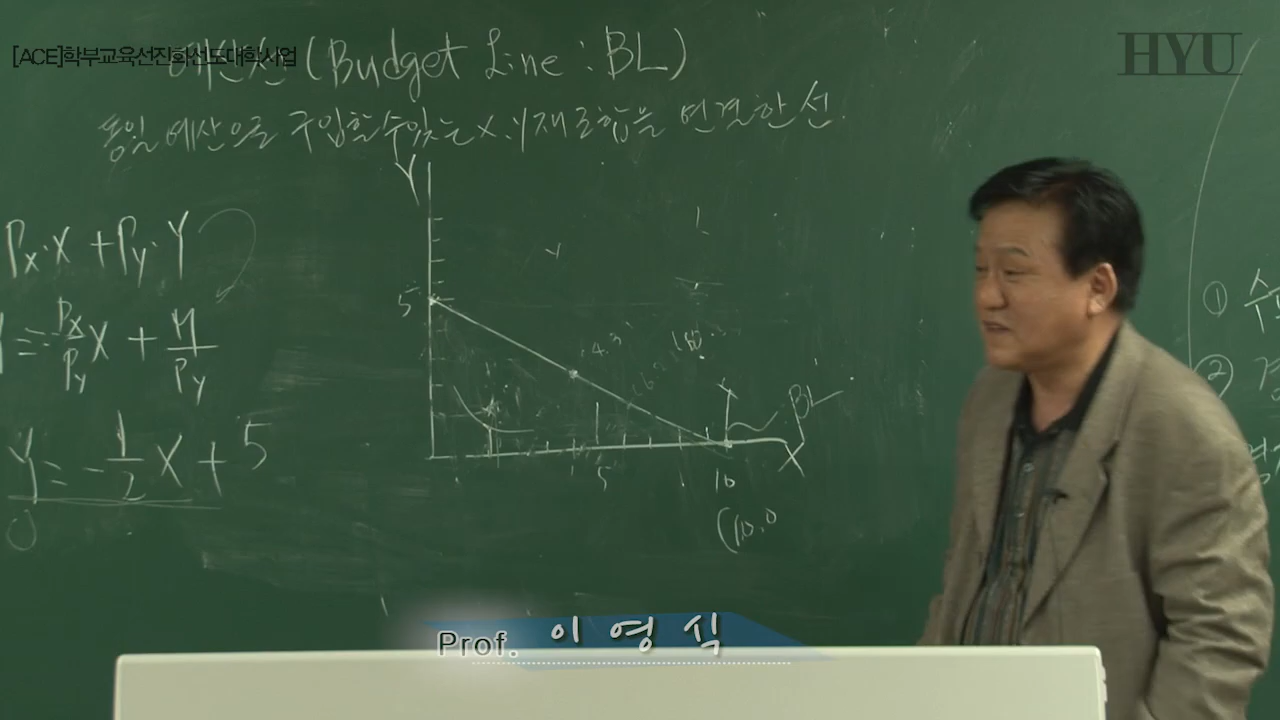 [ACE]학부교육선진화선도대학사업
HYU
예산선 (Budget Line : BL)
동일 예산으로 구입할 수 있는 X, Y재 조합을 연결한 선.
Y
Px·X + Py·Y
= -Px/Py X + M/Py
Y = -1/2 X + 5
0
5
BL
X
5
10
(10,0
①
②
Prof. 이영식